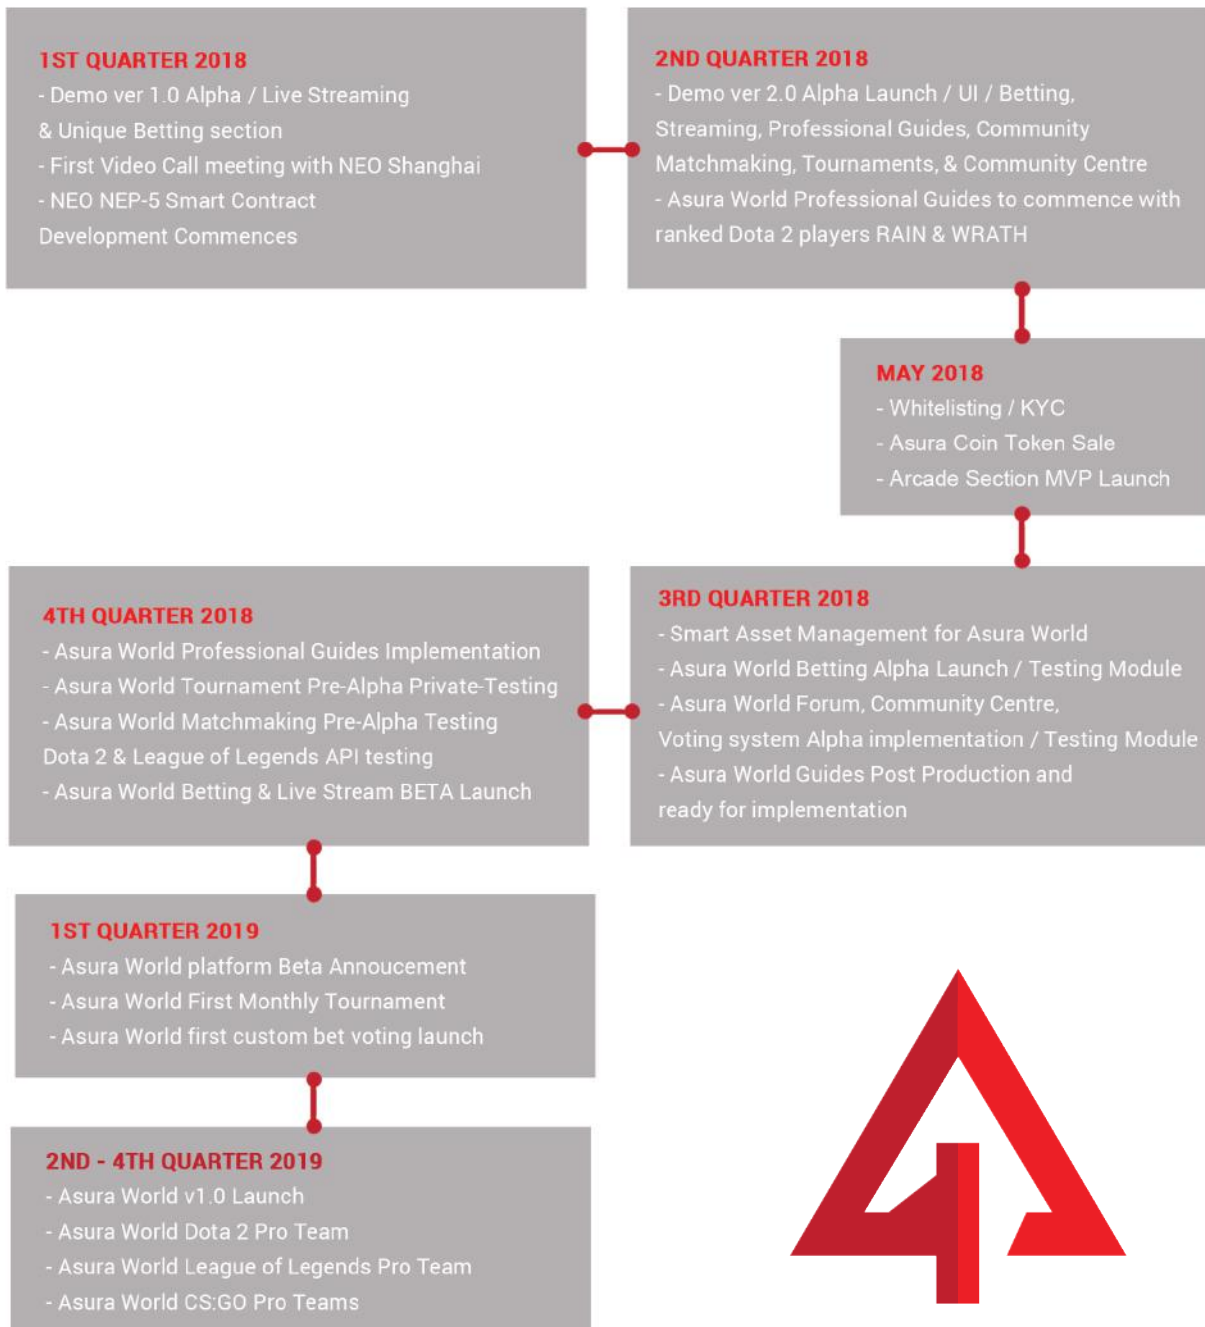 1ST QUARTER 2018
- Demo ver 1.0 Alpha / Live Streaming
& Unique Betting section
- First Video Call meeting with NEO Shanghai
- NEO NEP-5 Smart Contract
Development Commences
2ND QUARTER 2018
- Demo ver 2.0 Alpha Launch / UI / Betting,
Streaming, Professional Guides, Community
Matchmaking, Tournaments, & Community Centre
- Asura World Professional Guides to commence with
ranked Dota 2 players RAIN & WRATH
MAY 2018
- Whitelisting / KYC
- Asura Coin Token Sale
- Arcade Section MVP Launch
3RD QUARTER 2018
- Smart Asset Management for Asura World
- Asura World Betting Alpha Launch / Testing Module
- Asura World Forum, Community Centre,
Voting system Alpha implementation / Testing Module
- Asura World Guides Post Production and
ready for implementation
4TH QUARTER 2018
- Asura World Professional Guides Implementation
- Asura World Tournament Pre-Alpha Private-Testing
- Asura World Matchmaking Pre-Alpha Testing
Dota 2 & League of Legends API testing
- Asura World Betting & Live Stream BETA Launch
1ST QUARTER 2019
- Asura World platform Beta Annoucement
- Asura World First Monthly Tournament
- Asura World first custom bet voting launch
2ND - 4TH QUARTER 2019
- Asura World v1.0 Launch
- Asura World Dota 2 Pro Team
- Asura World League of Legends Pro Team
- Asura World CS:GO Pro Teams